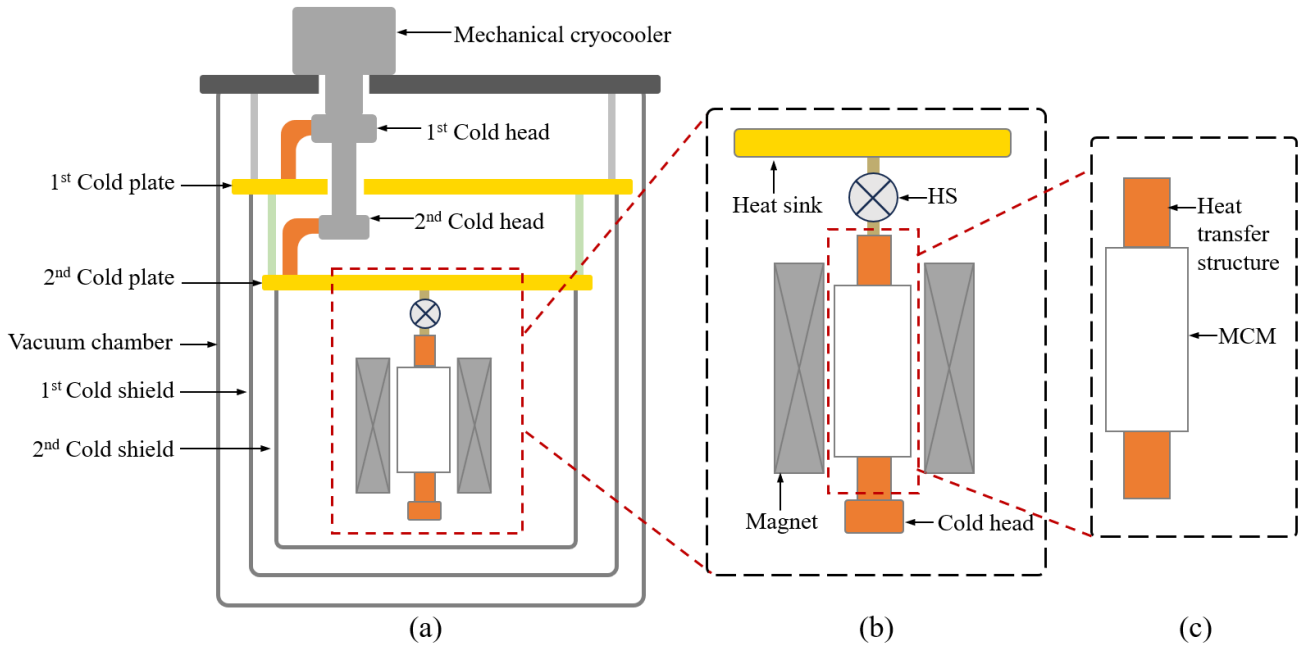 Mechanical cryocooler
1st Cold head
1st Cold plate
2nd Cold head
2nd Cold plate
Vacuum chamber
1st Cold shield
2nd Cold shield
(a)
Heat sink
HS
Magnet
Cold head
(b)
Heat
transfer
structure
MCM
(c)